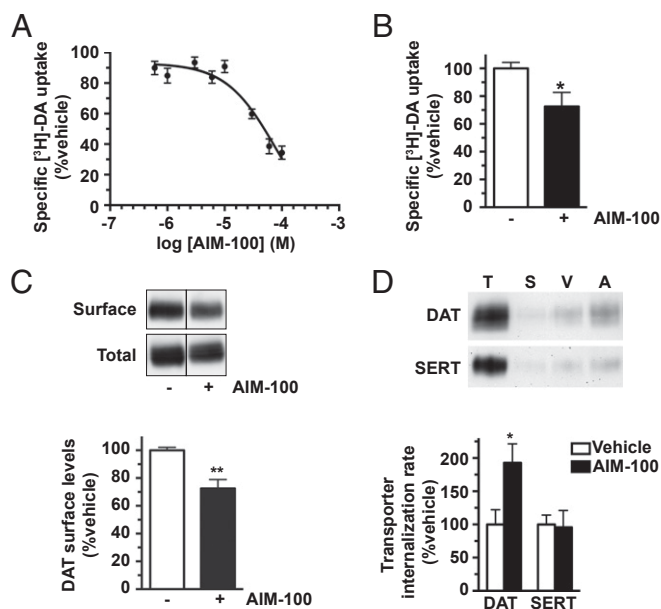 A
Specific [³H]-DA uptake
(%vehicle)
100
80
60
40
20
0
-7
-6
-5
-4
-3
log [AIM-100] (M)
B
Specific [³H]-DA uptake
(%vehicle)
100
80
60
40
20
0
*
-
+
AIM-100
C
Surface
Total
-
+
AIM-100
DAT surface levels
(%vehicle)
100
80
60
40
20
0
**
-
+
AIM-100
D
T
S
V
A
DAT
SERT
Transporter
internalization rate
(%vehicle)
200
150
100
50
0
*
Vehicle
AIM-100
DAT
SERT